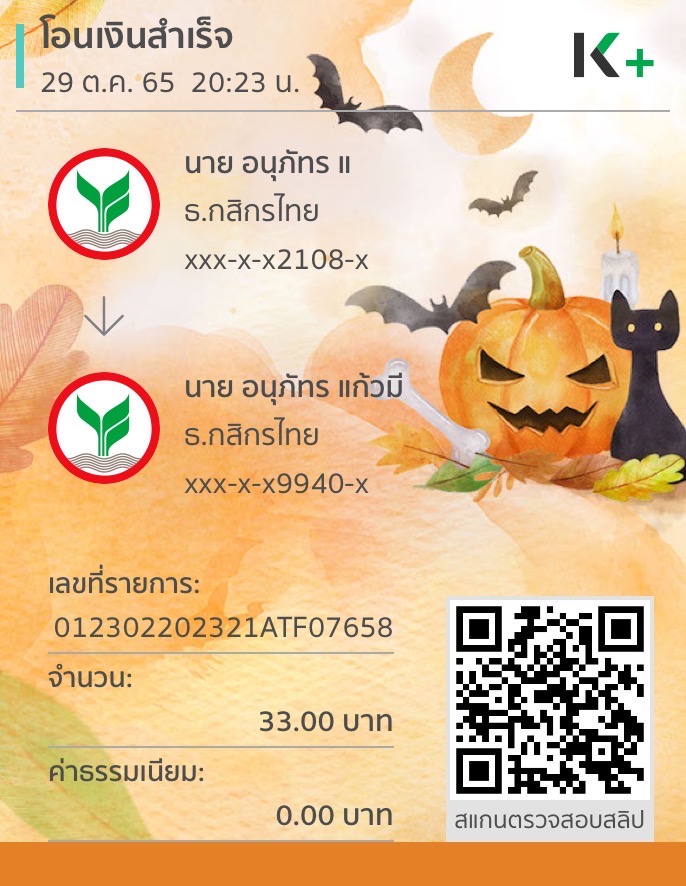 โอนเงินสำเร็จ
29 ต.ค. 65 20:23 น.
K+
นาย อนุภัทร แ
ธ.กสิกรไทย
xxx-x-x2108-x
นาย อนุภัทร แก้วมี
ธ.กสิกรไทย
xxx-x-x9940-x
เลขที่รายการ:
012302202321ATF07658
จำนวน:
33.00 บาท
ค่าธรรมเนียม:
0.00 บาท
สแกนตรวจสอบสลิป